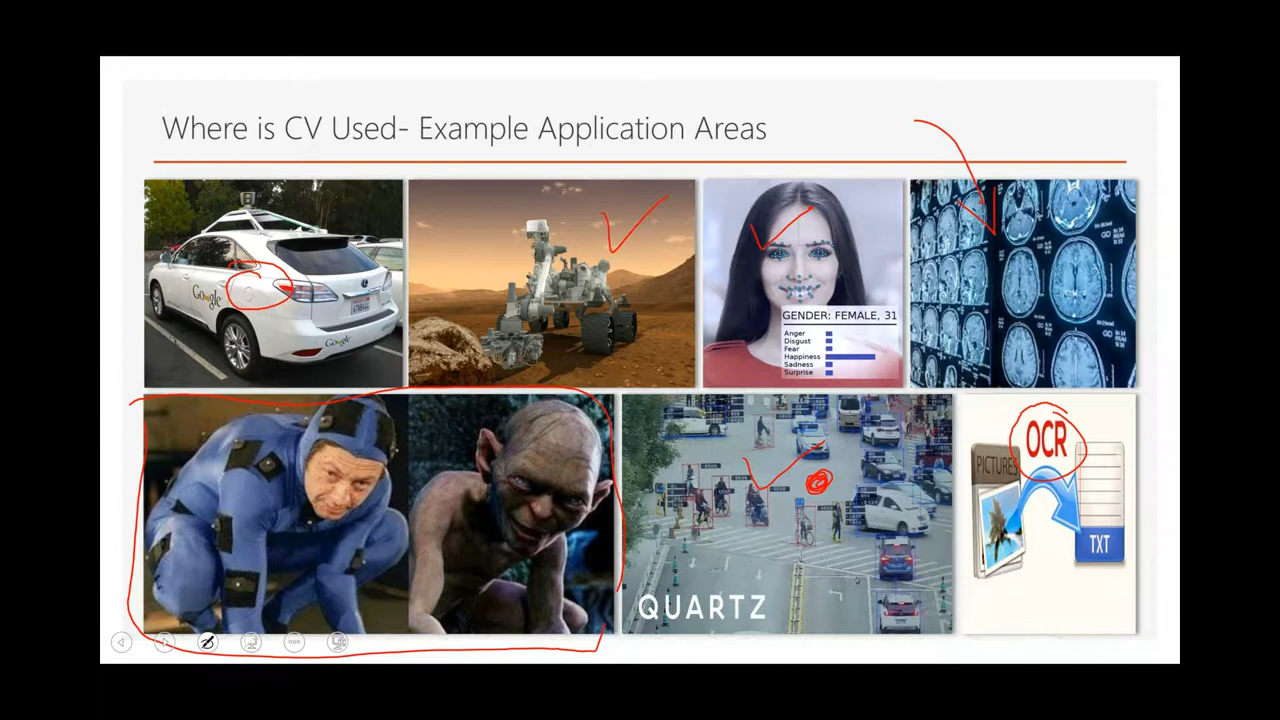 Where is CV Used- Example Application Areas
Google
Google
GENDER: FEMALE, 31
Anger
Disgust
Fear
Happiness
Sadness
Surprise
OCR
PICTURES
TXT
QUARTZ